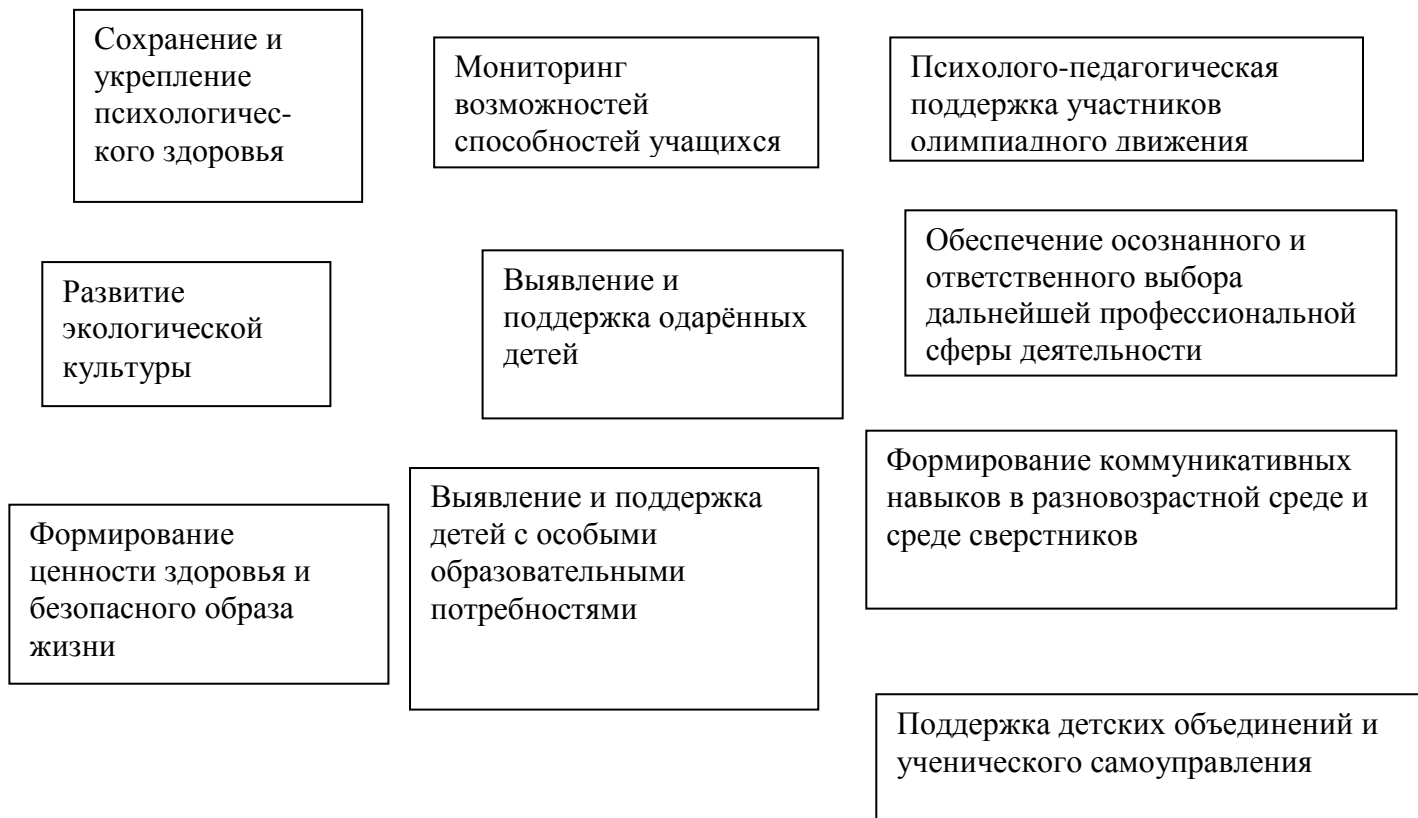 Сохранение и
укрепление
психологичес-
кого здоровья
Мониторинг
возможностей
способностей учащихся
Психолого-педагогическая
поддержка участников
олимпиадного движения
Развитие
экологической
культуры
Выявление и
поддержка одарённых
детей
Обеспечение осознанного и
ответственного выбора
дальнейшей профессиональной
сферы деятельности
Формирование
ценности здоровья и
безопасного образа
жизни
Выявление и поддержка
детей с особыми
образовательными
потребностями
Формирование коммуникативных
навыков в разновозрастной среде и
среде сверстников
Поддержка детских объединений и
ученического самоуправления